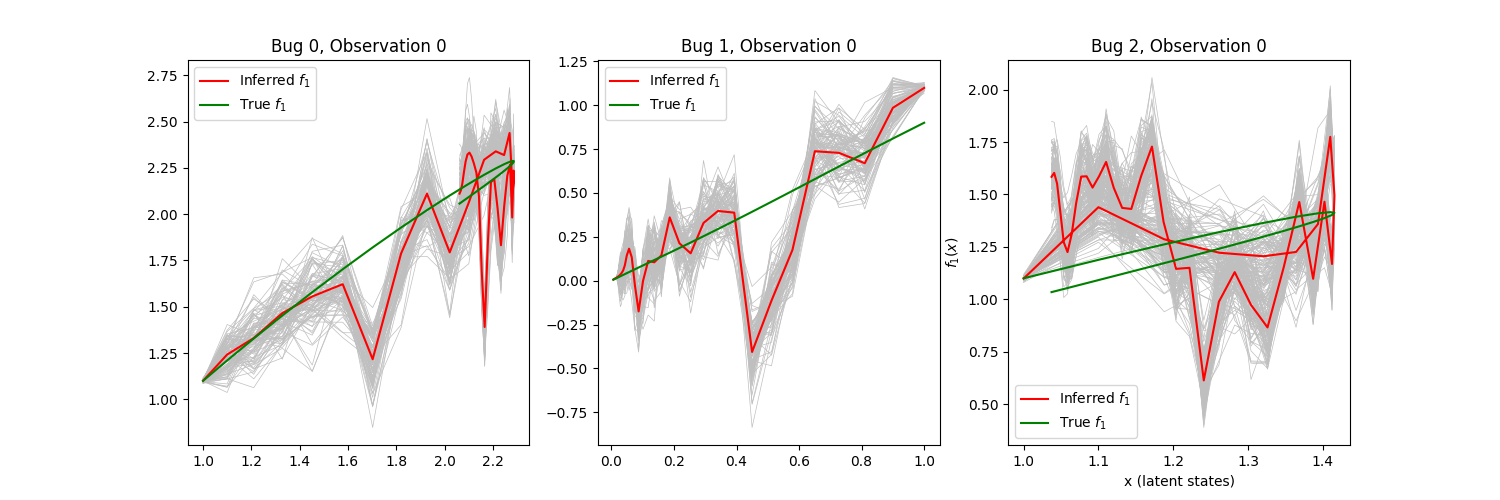 Bug 0, Observation 0
Inferred f₁
True f₁
2.75
2.50
2.25
2.00
1.75
1.50
1.25
1.00
1.0 1.2 1.4 1.6 1.8 2.0 2.2
Bug 1, Observation 0
Inferred f₁
True f₁
1.25
1.00
0.75
0.50
0.25
0.00
−0.25
−0.50
−0.75
0.0 0.2 0.4 0.6 0.8 1.0
Bug 2, Observation 0
f₁(x)
2.00
1.75
1.50
1.25
1.00
0.75
0.50
Inferred f₁
True f₁
1.0 1.1 1.2 1.3 1.4
x (latent states)